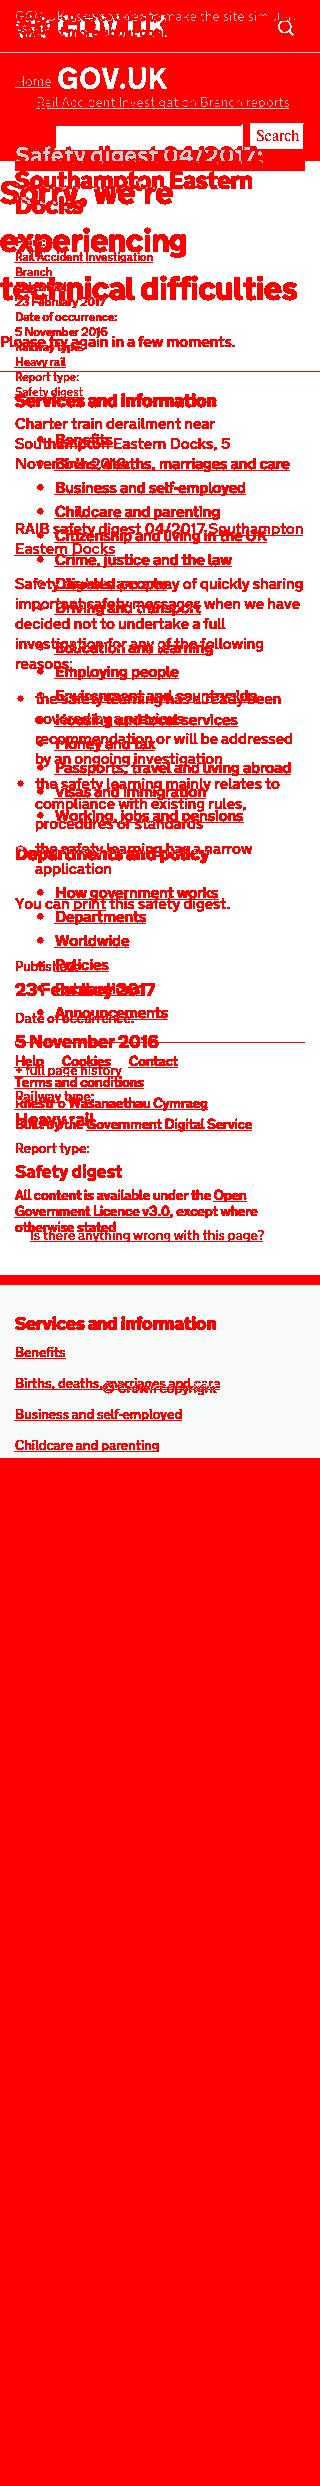 GOV.UK
Home
GOV.UK
Rail Accident Investigation Branch reports
Search
Safety digest 04/2017:
Southampton Eastern
Docks
Sorry, we're
experiencing
technical difficulties
Rail Accident Investigation
Branch
23 February 2017
Date of occurrence:
5 November 2016
Please try again in a few moments.
Railway type:
Heavy rail
Report type:
Safety digest
Services and information
Charter train derailment near
Benefits
Southampton Eastern Docks, 5
November 2016
Births, deaths, marriages and care
Business and self-employed
Childcare and parenting
RAIB safety digest 04/2017 Southampton
Eastern Docks
Citizenship and living in the UK
Crime, justice and the law
Disabled people
Safety digests are a way of quickly sharing
important safety messages when we have
Driving and transport
decided not to undertake a full
investigation for any of the following
Education and learning
reasons:
Employing people
the safety learning has already been
Environment and countryside
covered by a previous
Housing and local services
recommendation or will be addressed
Money and tax
by an ongoing investigation
Passports, travel and living abroad
the safety learning mainly relates to
Visas and immigration
compliance with existing rules,
Working, jobs and pensions
procedures or standards
the safety learning has a narrow
application
Departments and policy
How government works
You can print this safety digest.
Departments
Worldwide
Published:
Policies
23 February 2017
Publications
Announcements
Date of occurrence:
5 November 2016
Help Cookies Contact
+ full page history
Terms and conditions
Railway type:
Rhestr o Wasanaethau Cymraeg
Heavy rail
Built by the Government Digital Service
Report type:
Safety digest
All content is available under the Open
Government Licence v3.0, except where
otherwise stated
Is there anything wrong with this page?
Services and information
Benefits
Births, deaths, marriages and care
© Crown copyright
Business and self-employed
Childcare and parenting